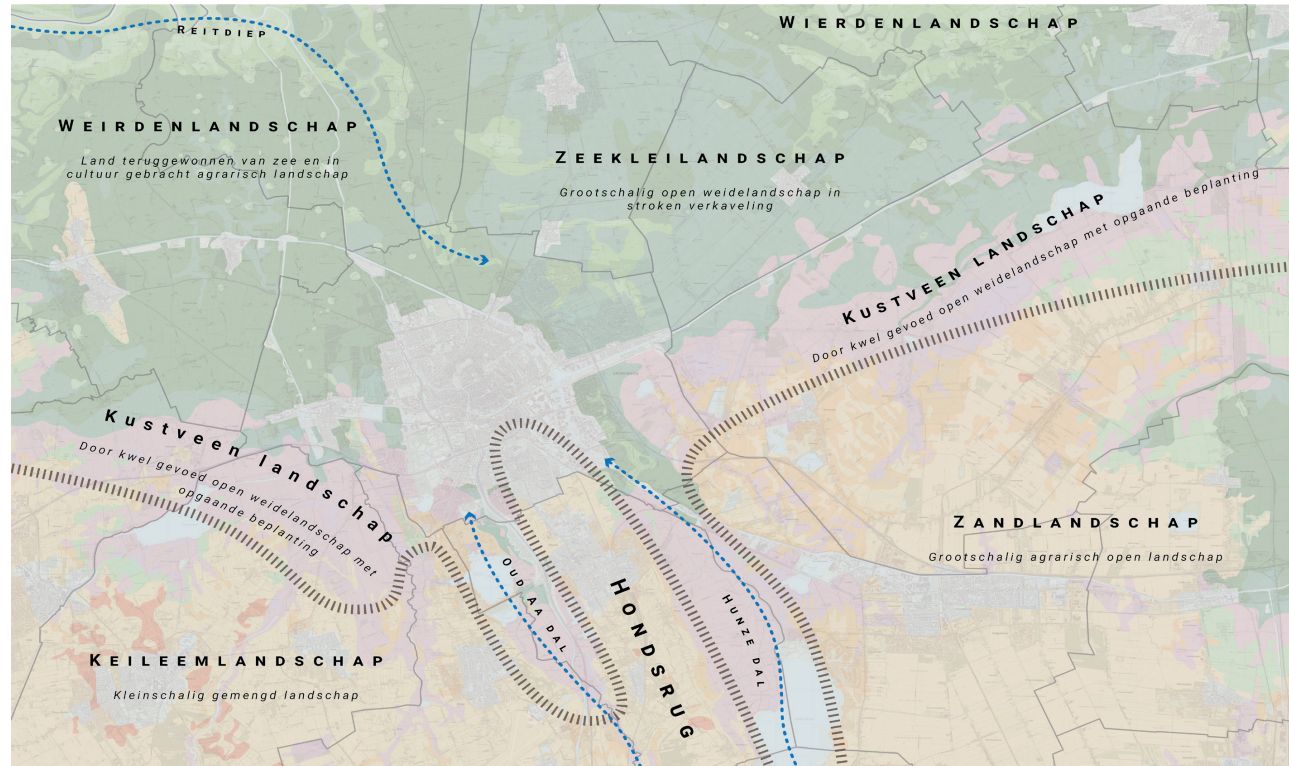 WIERDENLANDSCHAP
REITDIEP
WEIRDENLANDSCHAP
Land teruggewonnen van zee en in
cultuur gebracht agrarisch landschap
ZEEKLEILANDSCHAP
Grootschalig open weidelandschap in
stroken verkaveling
KUSTVEEN LANDSCHAP
Door kwel gevoed open weidelandschap met opgaande beplanting
Kustveen landschap
Door kwel gevoed open weidelandschap met
opgaande beplanting
ZANDLANDSCHAP
Grootschalig agrarisch open landschap
OUD AA DAL
HONDSRUG
HUNZE DAL
KEILEEMLANDSCHAP
Kleinschalig gemengd landschap